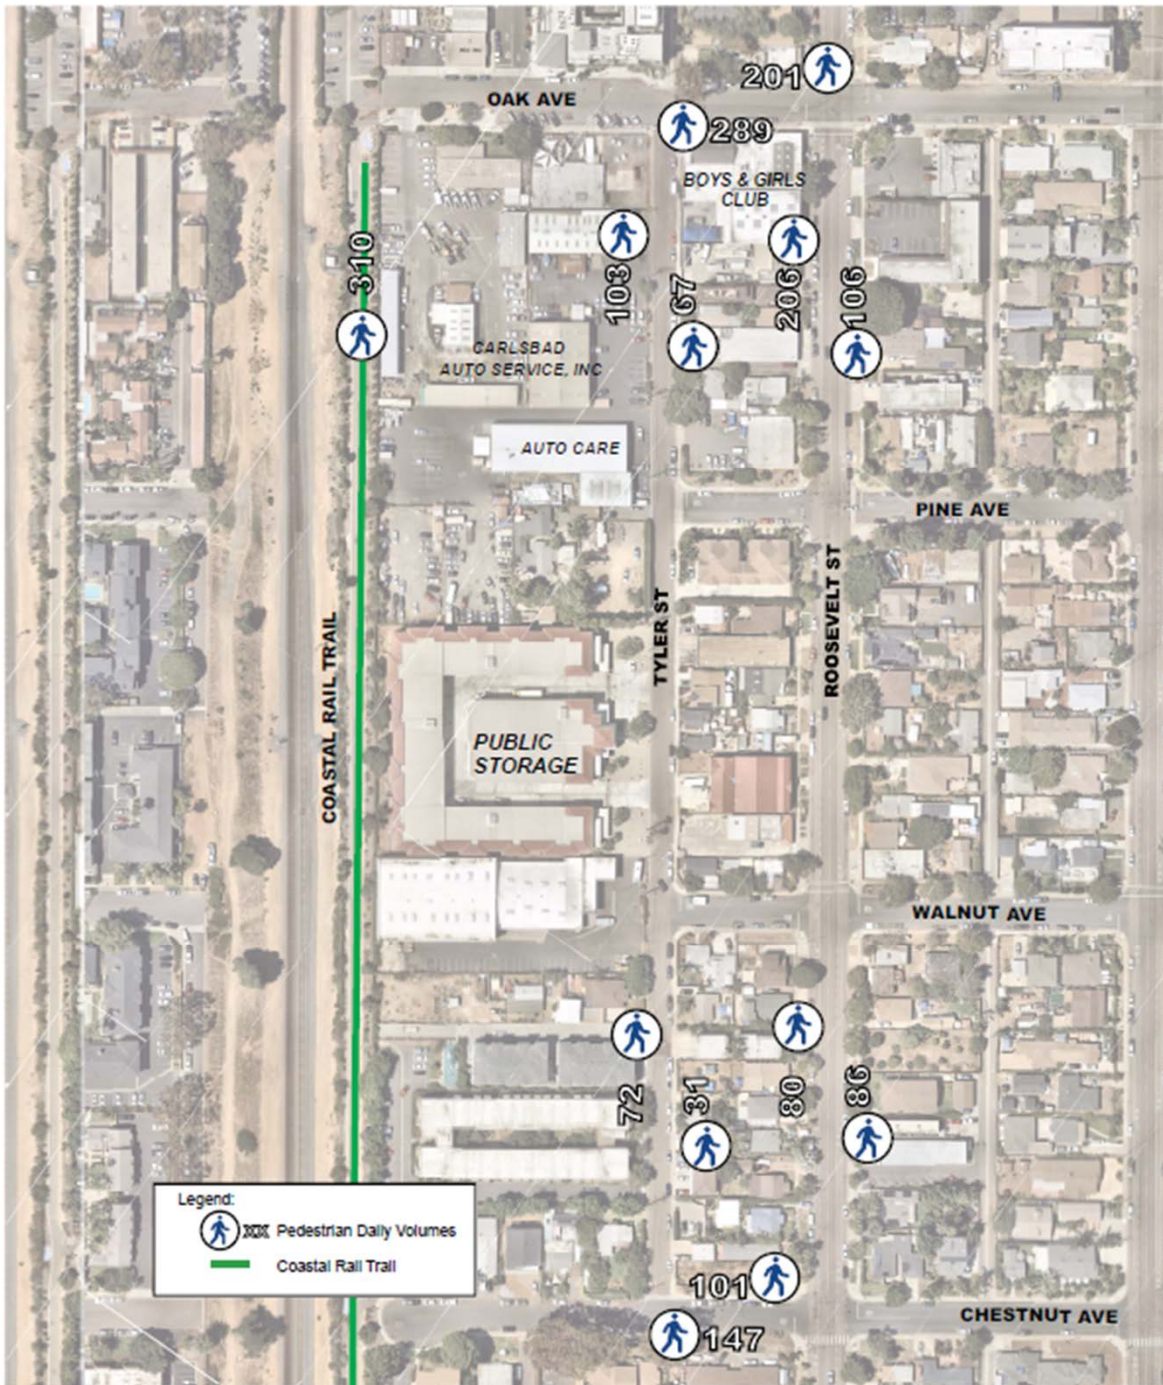 201
OAK AVE
289
BOYS & GIRLS
CLUB
310
103
67
206
106
CARLSBAD
AUTO SERVICE, INC
AUTO CARE
PINE AVE
COASTAL RAIL TRAIL
TYLER ST
ROOSEVELT ST
PUBLIC
STORAGE
WALNUT AVE
72
31
80
86
Legend:
XX Pedestrian Daily Volumes
Coastal Rail Trail
101
CHESTNUT AVE
147